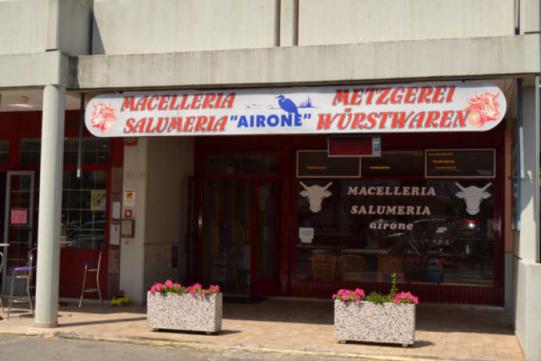 MACELLERIA
SALUMERIA
"AIRONE"
METZGEREI
WÜRSTWAREN
MACELLERIA
SALUMERIA
airone